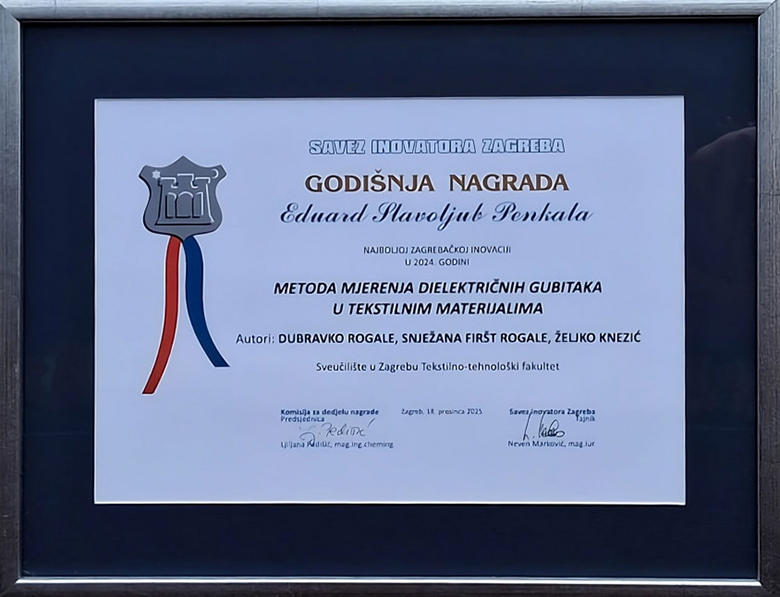 SAVEZ INOVATORA ZAGREBA
GODIŠNJA NAGRADA
Eduard Slavoljub Penkala
NAJBOLJOJ ZAGREBAČKOJ INOVACIJI
U 2024. GODINI
METODA MJERENJA DIELEKTRIČNIH GUBITAKA
U TEKSTILNIM MATERIJALIMA
Autori: DUBRAVKO ROGALE, SNJEŽANA FIRŠT ROGALE, ŽELJKO KNEZIĆ
Sveučilište u Zagrebu Tekstilno-tehnološki fakultet
Komisija za dodjelu nagrade
Predsjednica
Ljiljana mag.ing.cheming.
Zagreb, 18. prosinca 2025
Savez inovatora Zagreba
Tajnik
Neven Marković, mag.iur